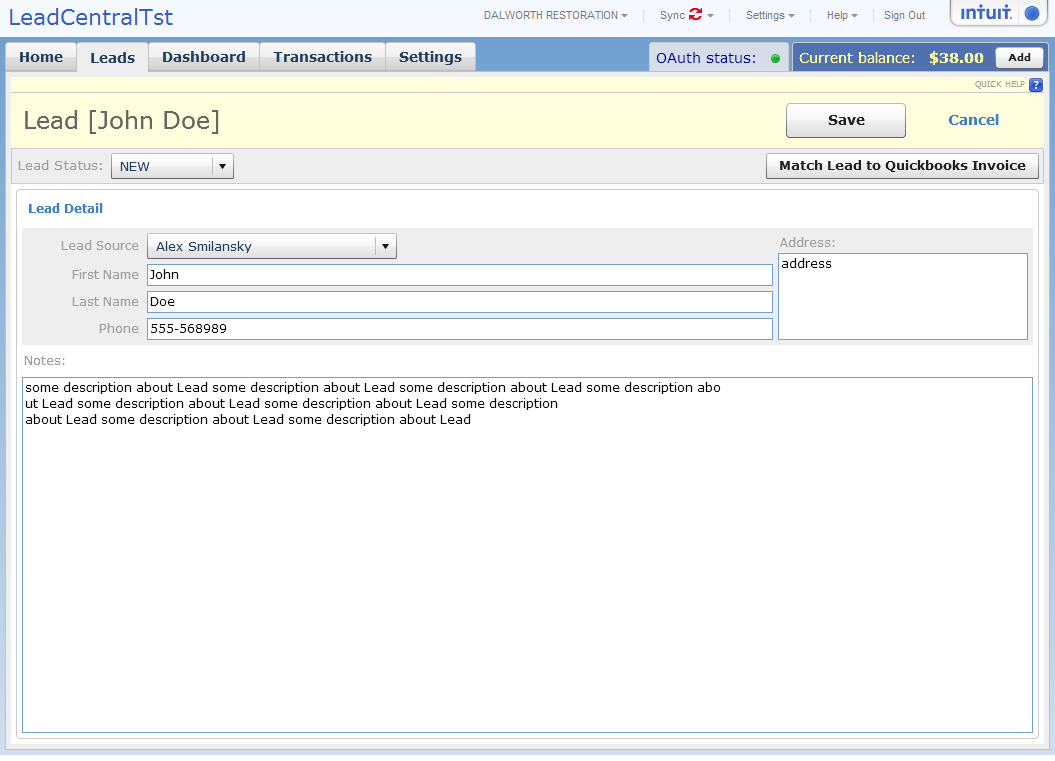 LeadCentralTst
DALWORTH RESTORATION Sync Settings Help Sign Out intuit.
Home Leads Dashboard Transactions Settings OAuth status: Current balance: $38.00 Add
QUICK HELP ?
Lead [John Doe] Save Cancel
Lead Status: NEW Match Lead to Quickbooks Invoice
Lead Detail
Lead Source Alex Smilansky
First Name John
Last Name Doe
Phone 555-568989
Address:
address
Notes:
some description about Lead some description about Lead some description about Lead some description abo
ut Lead some description about Lead some description about Lead some description
about Lead some description about Lead some description about Lead